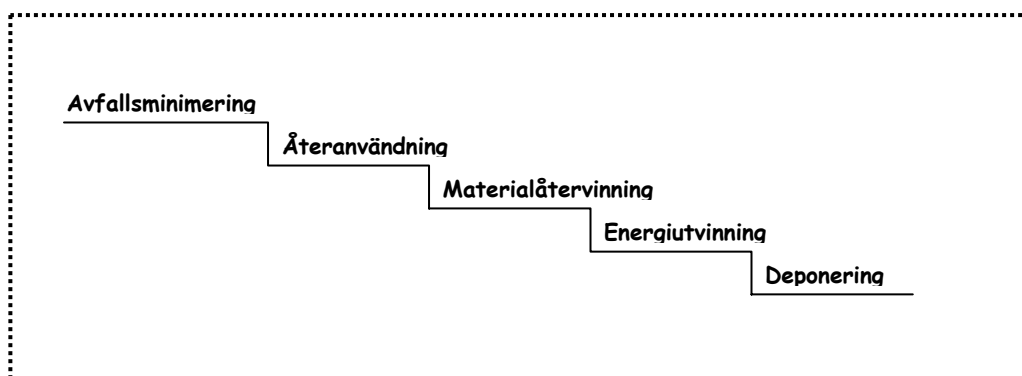 Avfallsminimering
Återanvändning
Materialåtervinning
Energiutvinning
Deponering